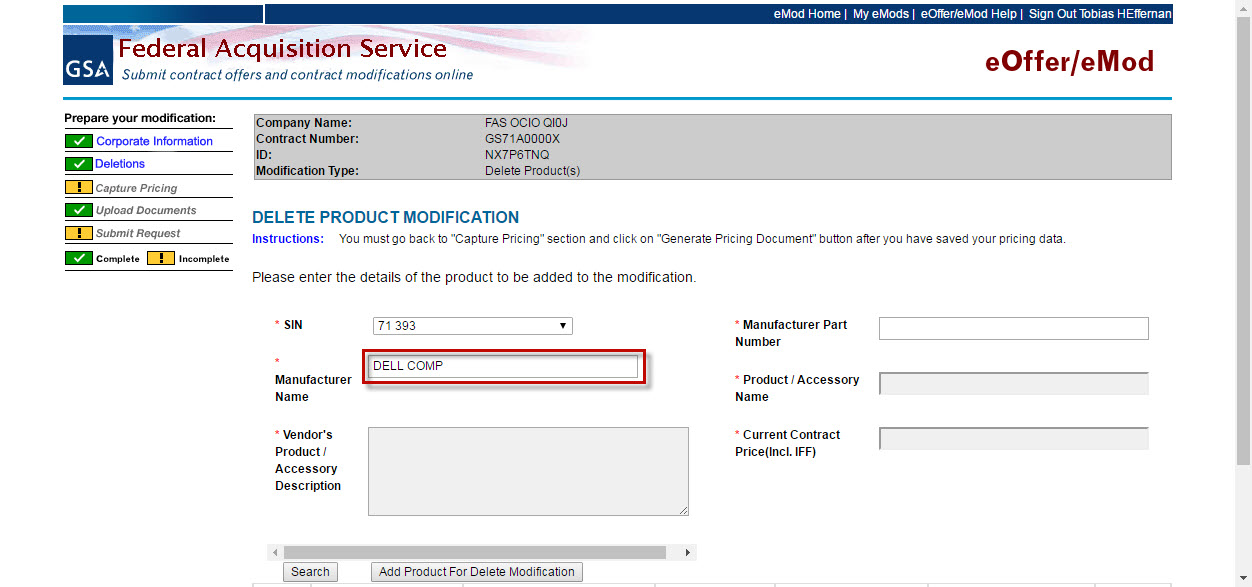 eMod Home | My eMods | eOffer/eMod Help | Sign Out Tobias HEffernan
GSA
Federal Acquisition Service
Submit contract offers and contract modifications online
eOffer/eMod
Prepare your modification:
Corporate Information
Deletions
! Capture Pricing
Upload Documents
! Submit Request
Complete ! Incomplete
Company Name: FAS OCIO QI0J
Contract Number: GS71A0000X
ID: NX7P6TNQ
Modification Type: Delete Product(s)
DELETE PRODUCT MODIFICATION
Instructions: You must go back to "Capture Pricing" section and click on "Generate Pricing Document" button after you have saved your pricing data.
Please enter the details of the product to be added to the modification.
* SIN 71 393
* Manufacturer Part
Number
*
Manufacturer
Name
DELL COMP
* Product / Accessory
Name
* Vendor's
Product /
Accessory
Description
* Current Contract
Price(Incl. IFF)
Search Add Product For Delete Modification